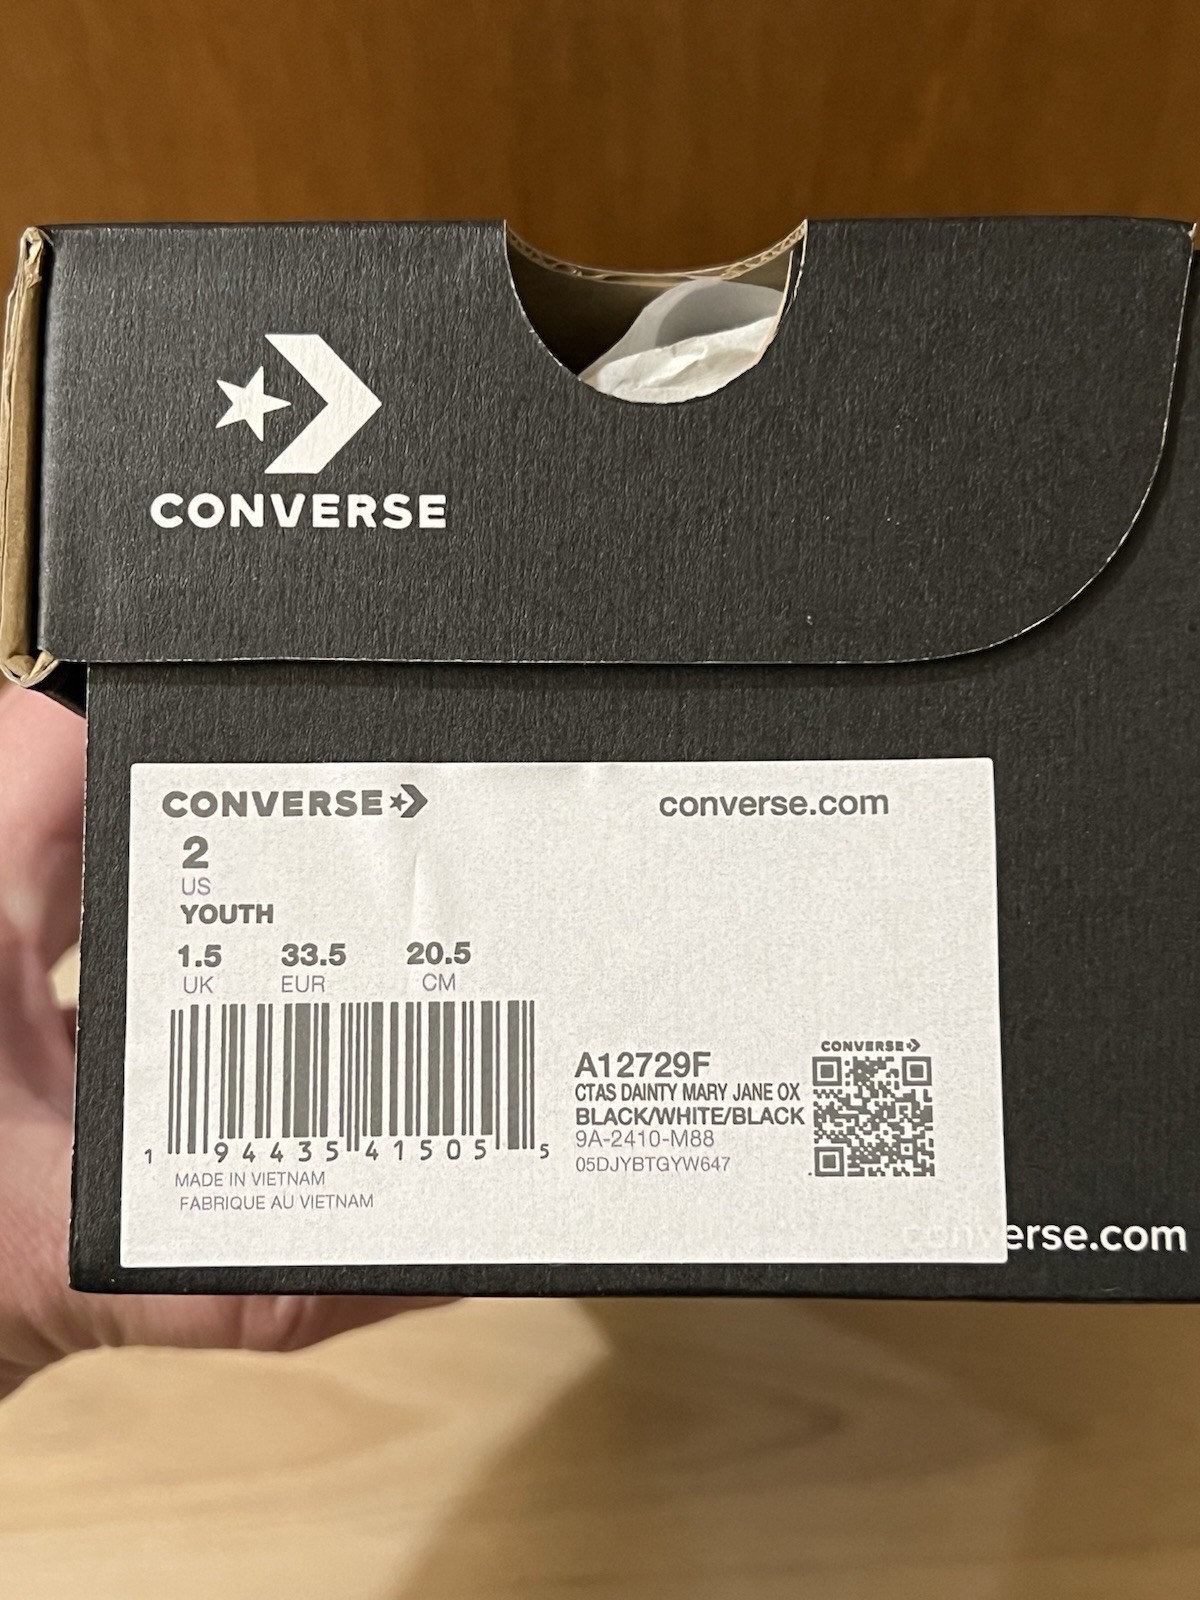 CONVERSE
CONVERSE
converse.com
2
US
YOUTH
1.5 33.5 20.5
UK EUR CM
1 94435 41505 5
MADE IN VIETNAM
FABRIQUE AU VIETNAM
CONVERSE
A12729F
CTAS DAINTY MARY JANE OX
BLACK/WHITE/BLACK
9A-2410-M88
05DJYBTGYW647
converse.com